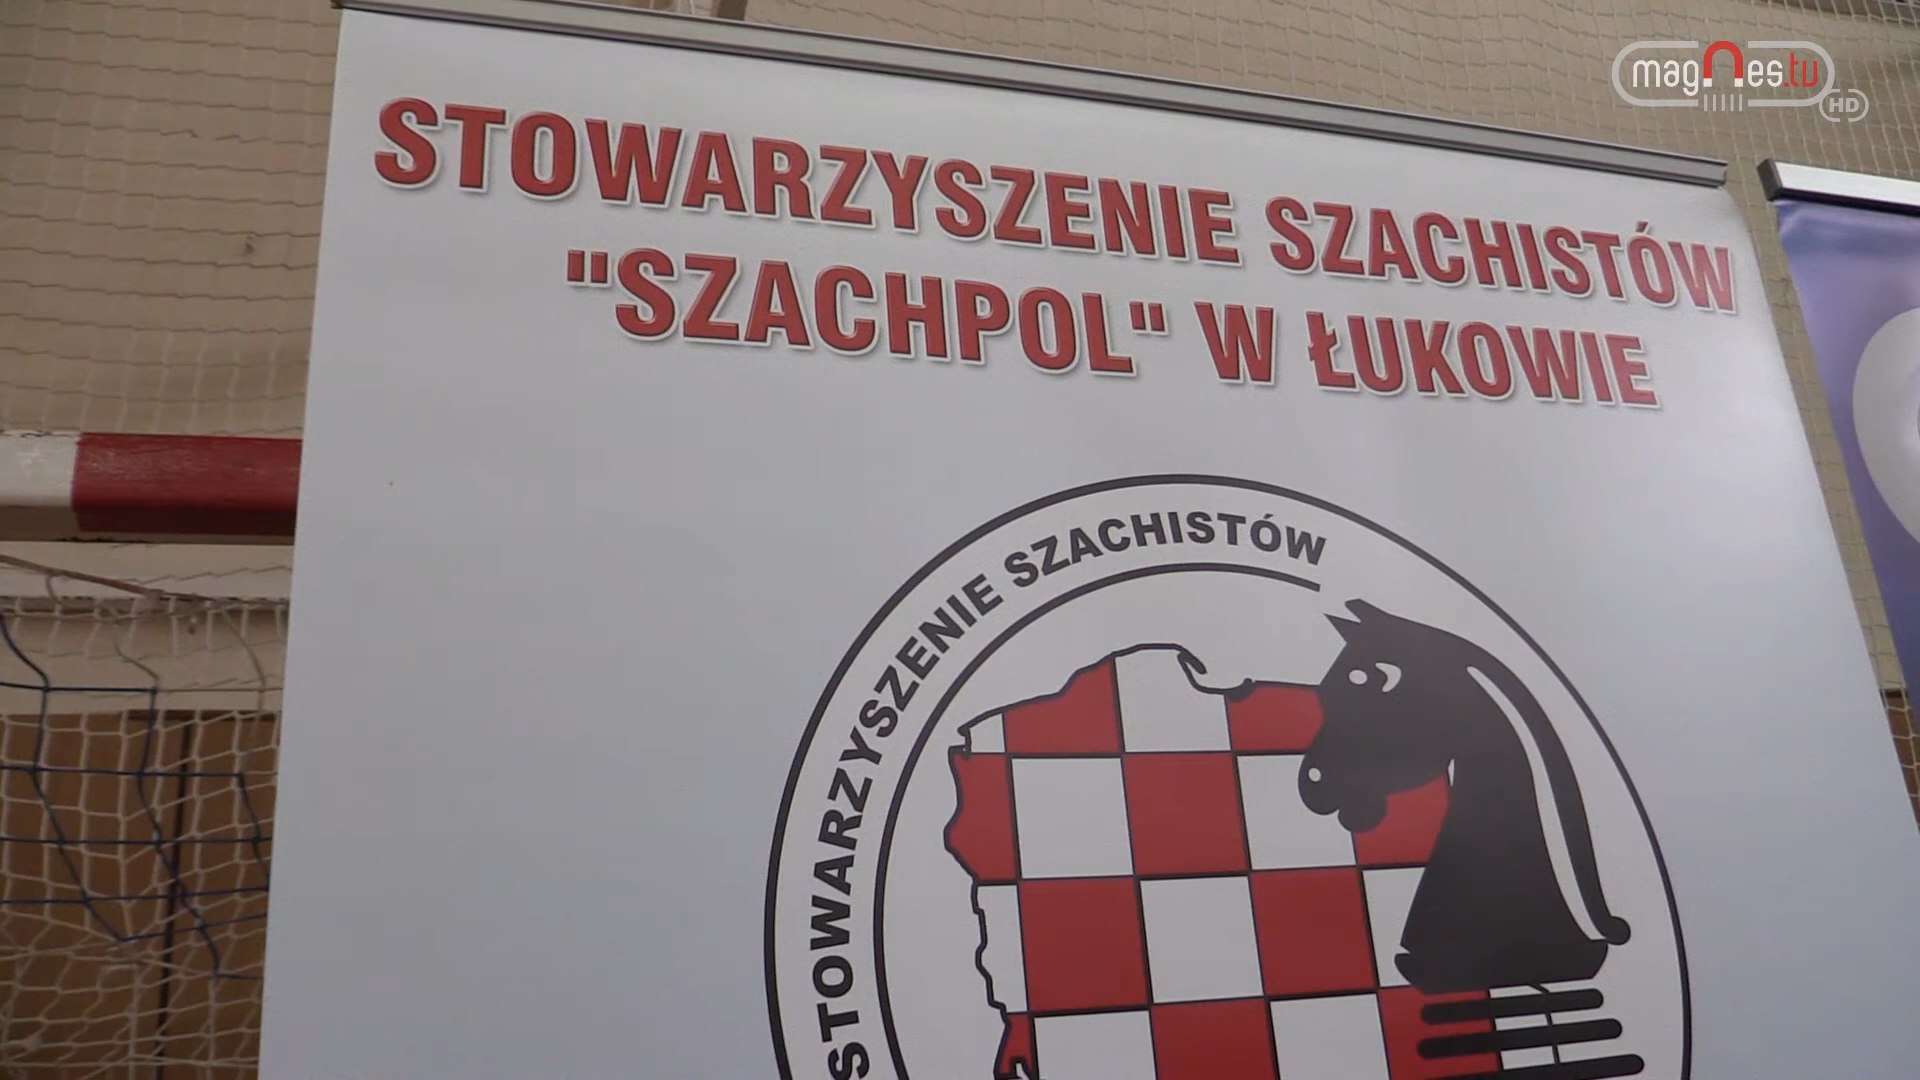 magnes.tv
HD
STOWARZYSZENIE SZACHISTÓW
"SZACHPOL" W ŁUKOWIE
STOWARZYSZENIE SZACHISTÓW